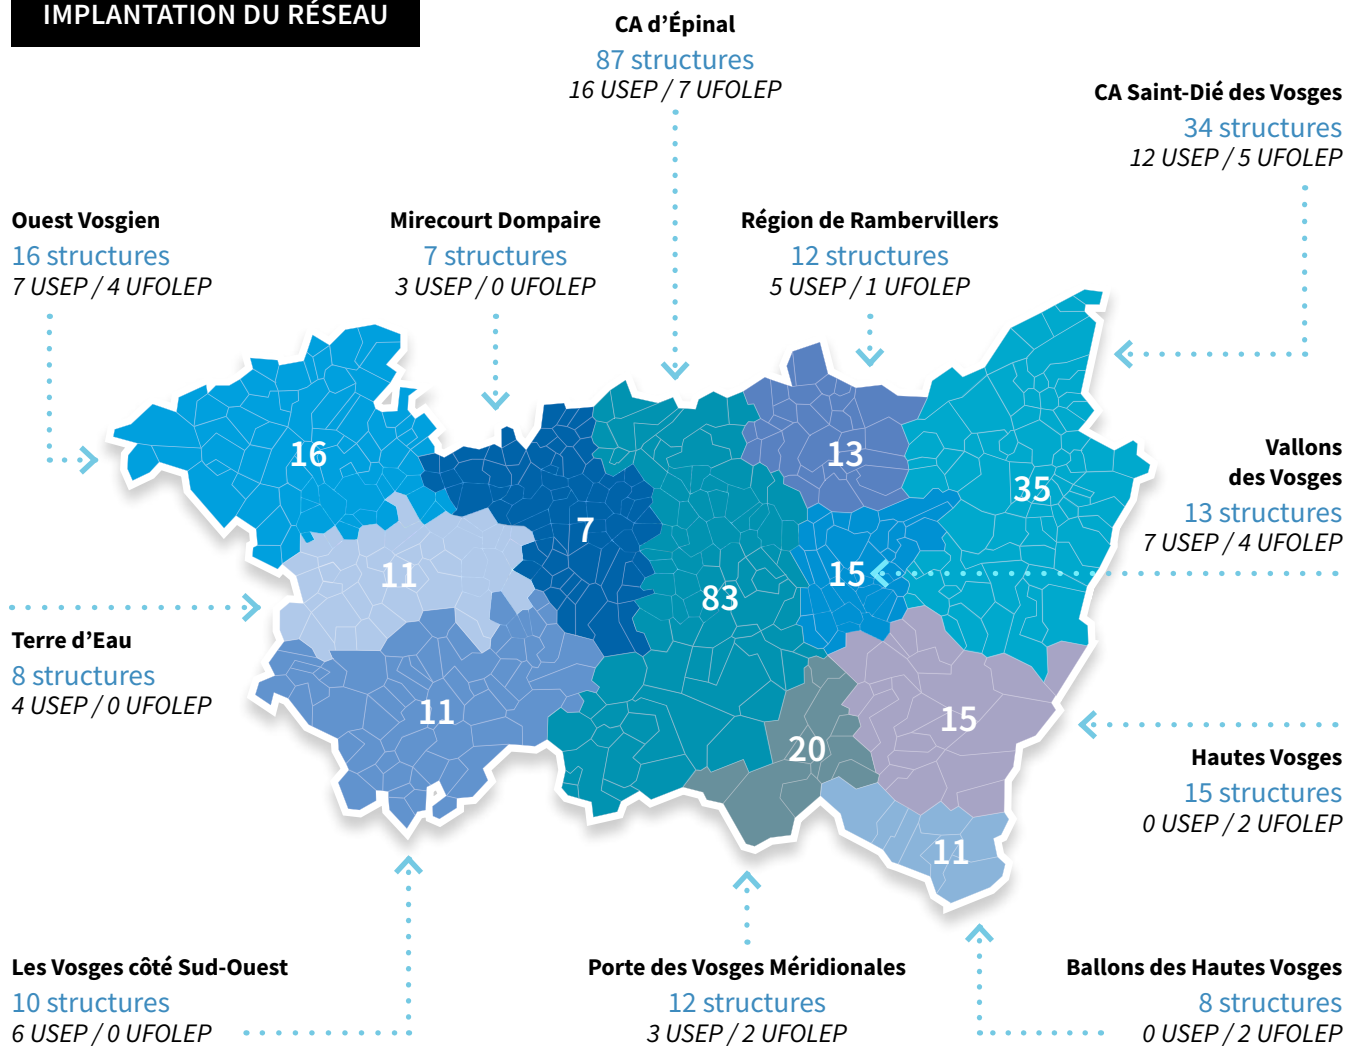 IMPLANTATION DU RÉSEAU
CA d’Épinal
87 structures
16 USEP / 7 UFOLEP
CA Saint-Dié des Vosges
34 structures
12 USEP / 5 UFOLEP
Ouest Vosgien
16 structures
7 USEP / 4 UFOLEP
Mirecourt Dompaire
7 structures
3 USEP / 0 UFOLEP
Région de Rambervillers
12 structures
5 USEP / 1 UFOLEP
Vallons
des Vosges
13 structures
7 USEP / 4 UFOLEP
16
13
35
7
11
15
83
11
15
20
11
Terre d’Eau
8 structures
4 USEP / 0 UFOLEP
Hautes Vosges
15 structures
0 USEP / 2 UFOLEP
Les Vosges côté Sud-Ouest
10 structures
6 USEP / 0 UFOLEP
Porte des Vosges Méridionales
12 structures
3 USEP / 2 UFOLEP
Ballons des Hautes Vosges
8 structures
0 USEP / 2 UFOLEP